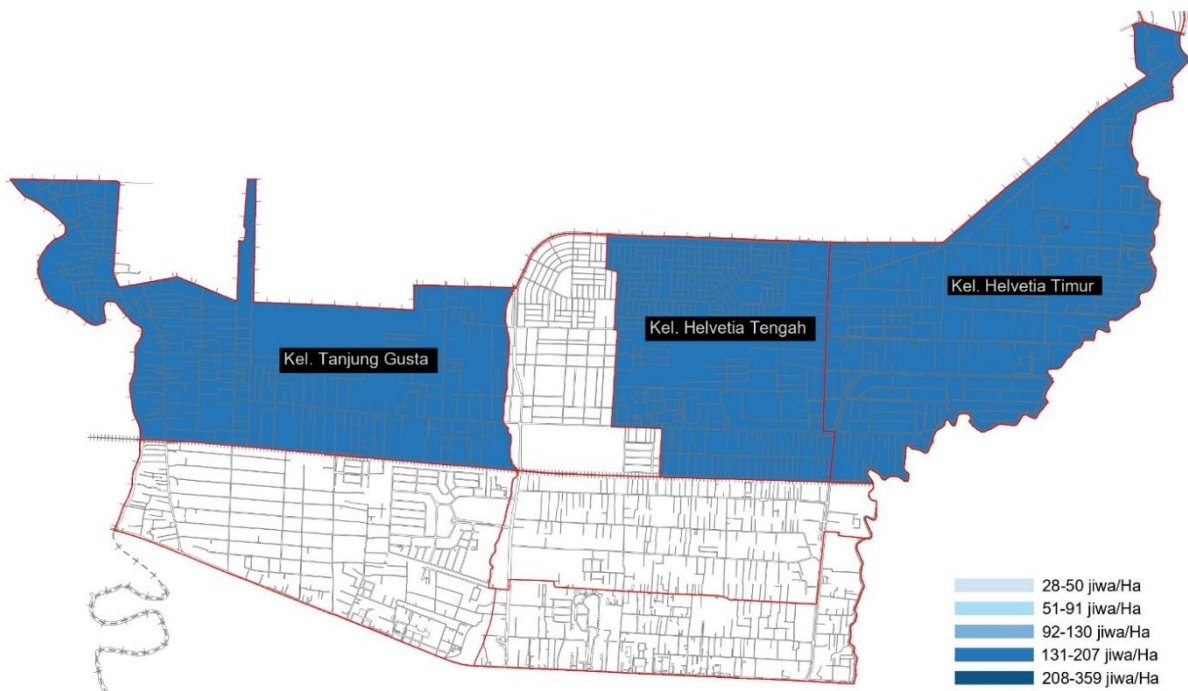 Kel. Helvetia Timur
Kel. Helvetia Tengah
Kel. Tanjung Gusta
28-50 jiwa/Ha
51-91 jiwa/Ha
92-130 jiwa/Ha
131-207 jiwa/Ha
208-359 jiwa/Ha